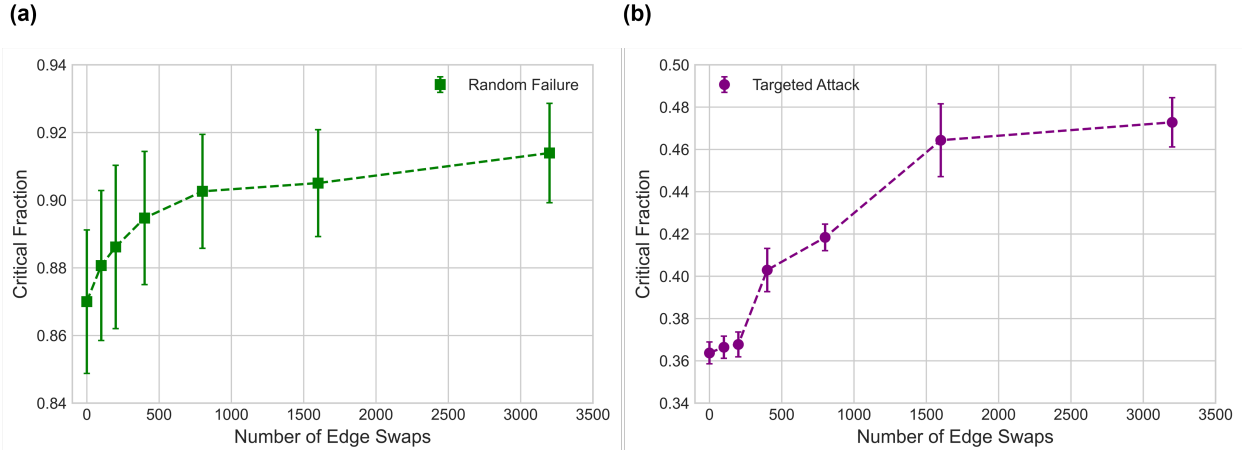 (a)
0.94
0.92
0.90
0.88
0.86
0.84
Critical Fraction
Random Failure
0 500 1000 1500 2000 2500 3000 3500
Number of Edge Swaps
(b)
0.50
0.48
0.46
0.44
0.42
0.40
0.38
0.36
0.34
Critical Fraction
Targeted Attack
0 500 1000 1500 2000 2500 3000 3500
Number of Edge Swaps